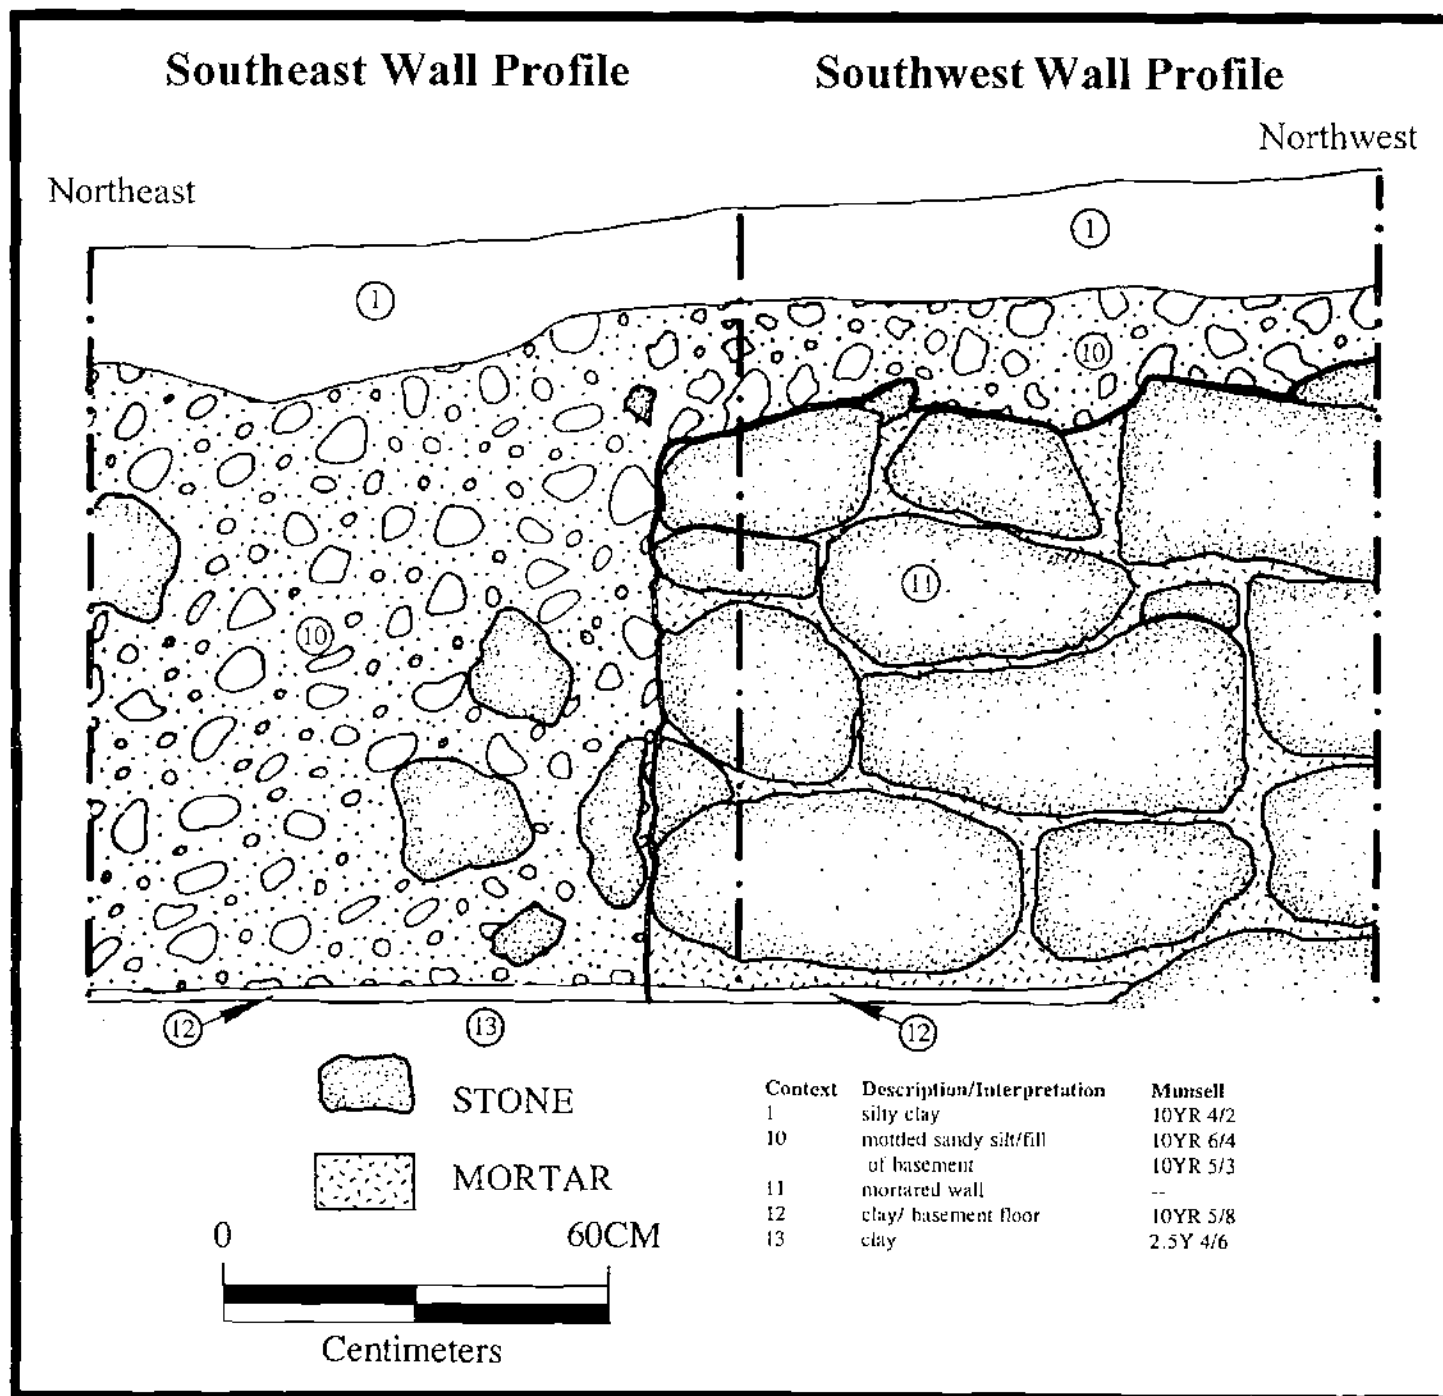 Southeast Wall Profile
Southwest Wall Profile
Northwest
Northeast
1
1
10
10
11
12
13
12
STONE
MORTAR
0 60CM
Centimeters
Context Description/Interpretation Munsell
1 silty clay 10YR 4/2
10 mottled sandy silt/fill 10YR 6/4
of basement 10YR 5/3
11 mortared wall --
12 clay/ basement floor 10YR 5/8
13 clay 2.5Y 4/6